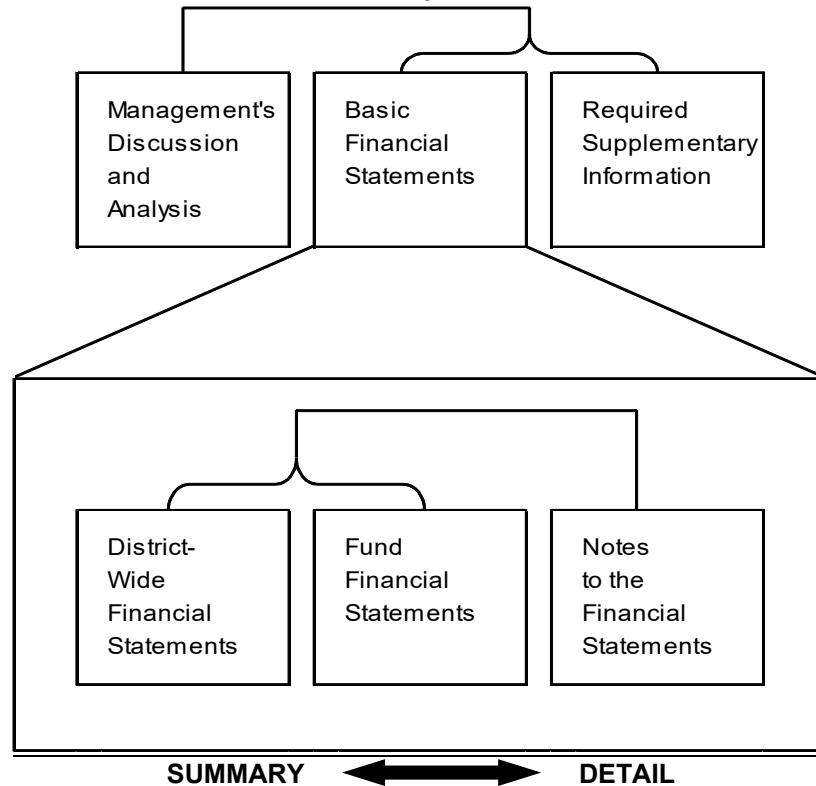 Management's
Discussion
and
Analysis
Basic
Financial
Statements
Required
Supplementary
Information
District-
Wide
Financial
Statements
Fund
Financial
Statements
Notes
to the
Financial
Statements
SUMMARY DETAIL